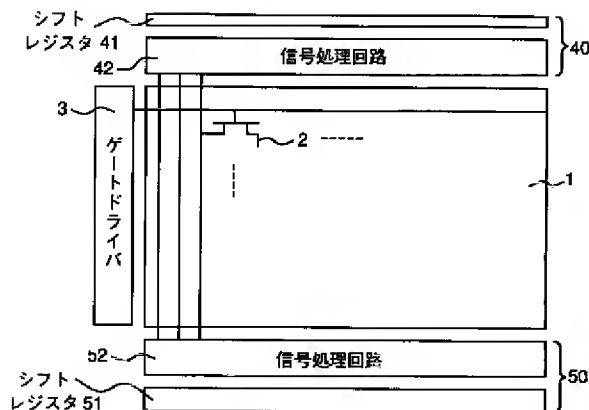 シフト
レジスタ 41
42
信号処理回路
40
3
ゲートドライバ
2
1
52
信号処理回路
50
シフト
レジスタ 51